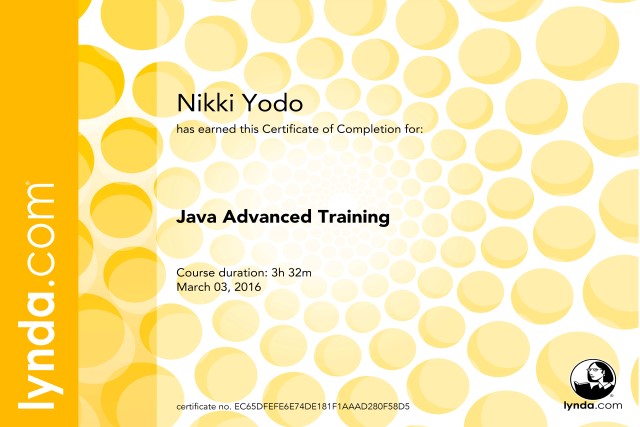 Nikki Yodo
has earned this Certificate of Completion for:
Java Advanced Training
Course duration: 3h 32m
March 03, 2016
certificate no. EC65DFEFE6E74DE181F1AAAD280F58D5
lynda.com®
lynda.com